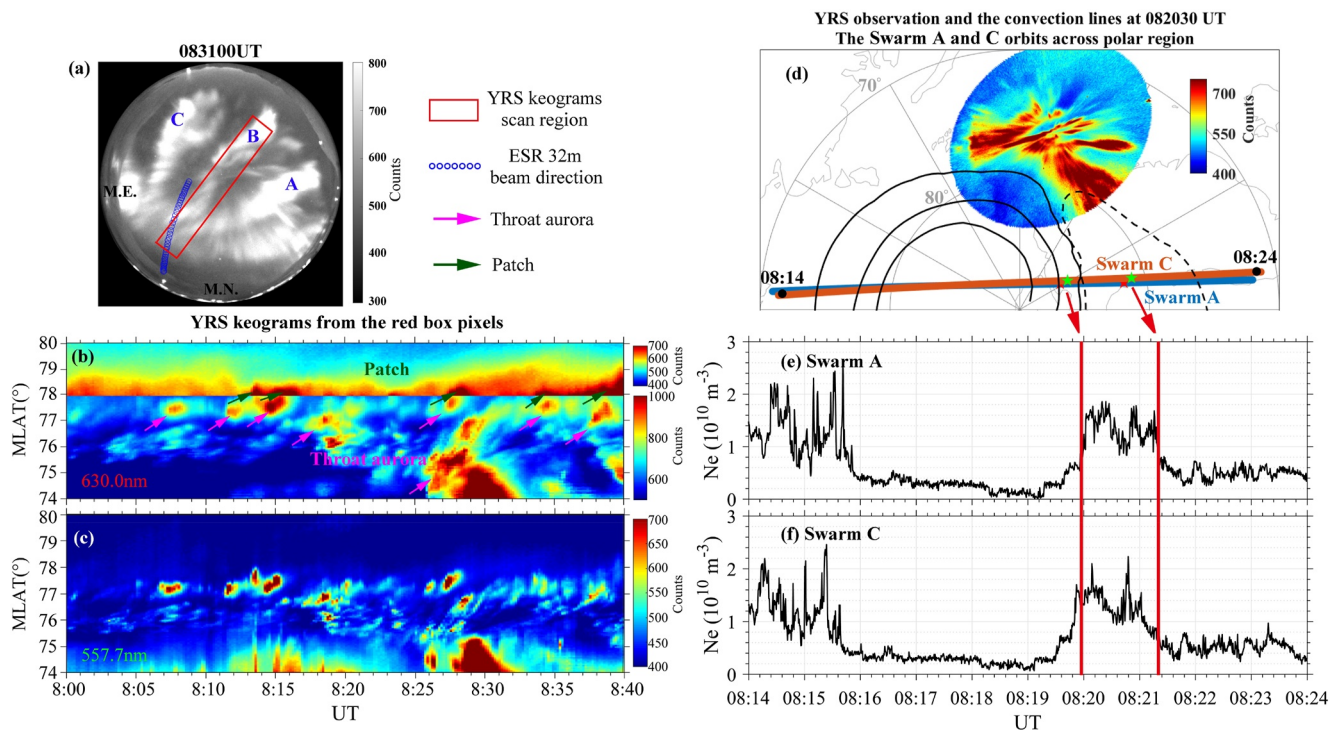 083100UT
(a)
C
B
A
M.E.
M.N.
800
700
600
500
400
300
Counts
YRS keograms
scan region
ESR 32m
beam direction
Throat aurora
Patch
YRS keograms from the red box pixels
(b)
80
79
78
77
76
75
74
MLAT(°)
Patch
Throat aurora
630.0nm
700
600
500
400
Counts
1000
800
600
Counts
(c)
80
79
78
77
76
75
74
MLAT(°)
557.7nm
700
600
500
450
400
Counts
8:00 8:05 8:10 8:15 8:20 8:25 8:30 8:35 8:40
UT
YRS observation and the convection lines at 082030 UT
The Swarm A and C orbits across polar region
(d)
70°
80°
700
550
400
Counts
08:14
08:24
Swarm C
Swarm A
(e) Swarm A
3
2
1
0
Ne (10¹⁰ m⁻³)
(f) Swarm C
3
2
1
0
Ne (10¹⁰ m⁻³)
08:14 08:15 08:16 08:17 08:18 08:19 08:20 08:21 08:22 08:23 08:24
UT